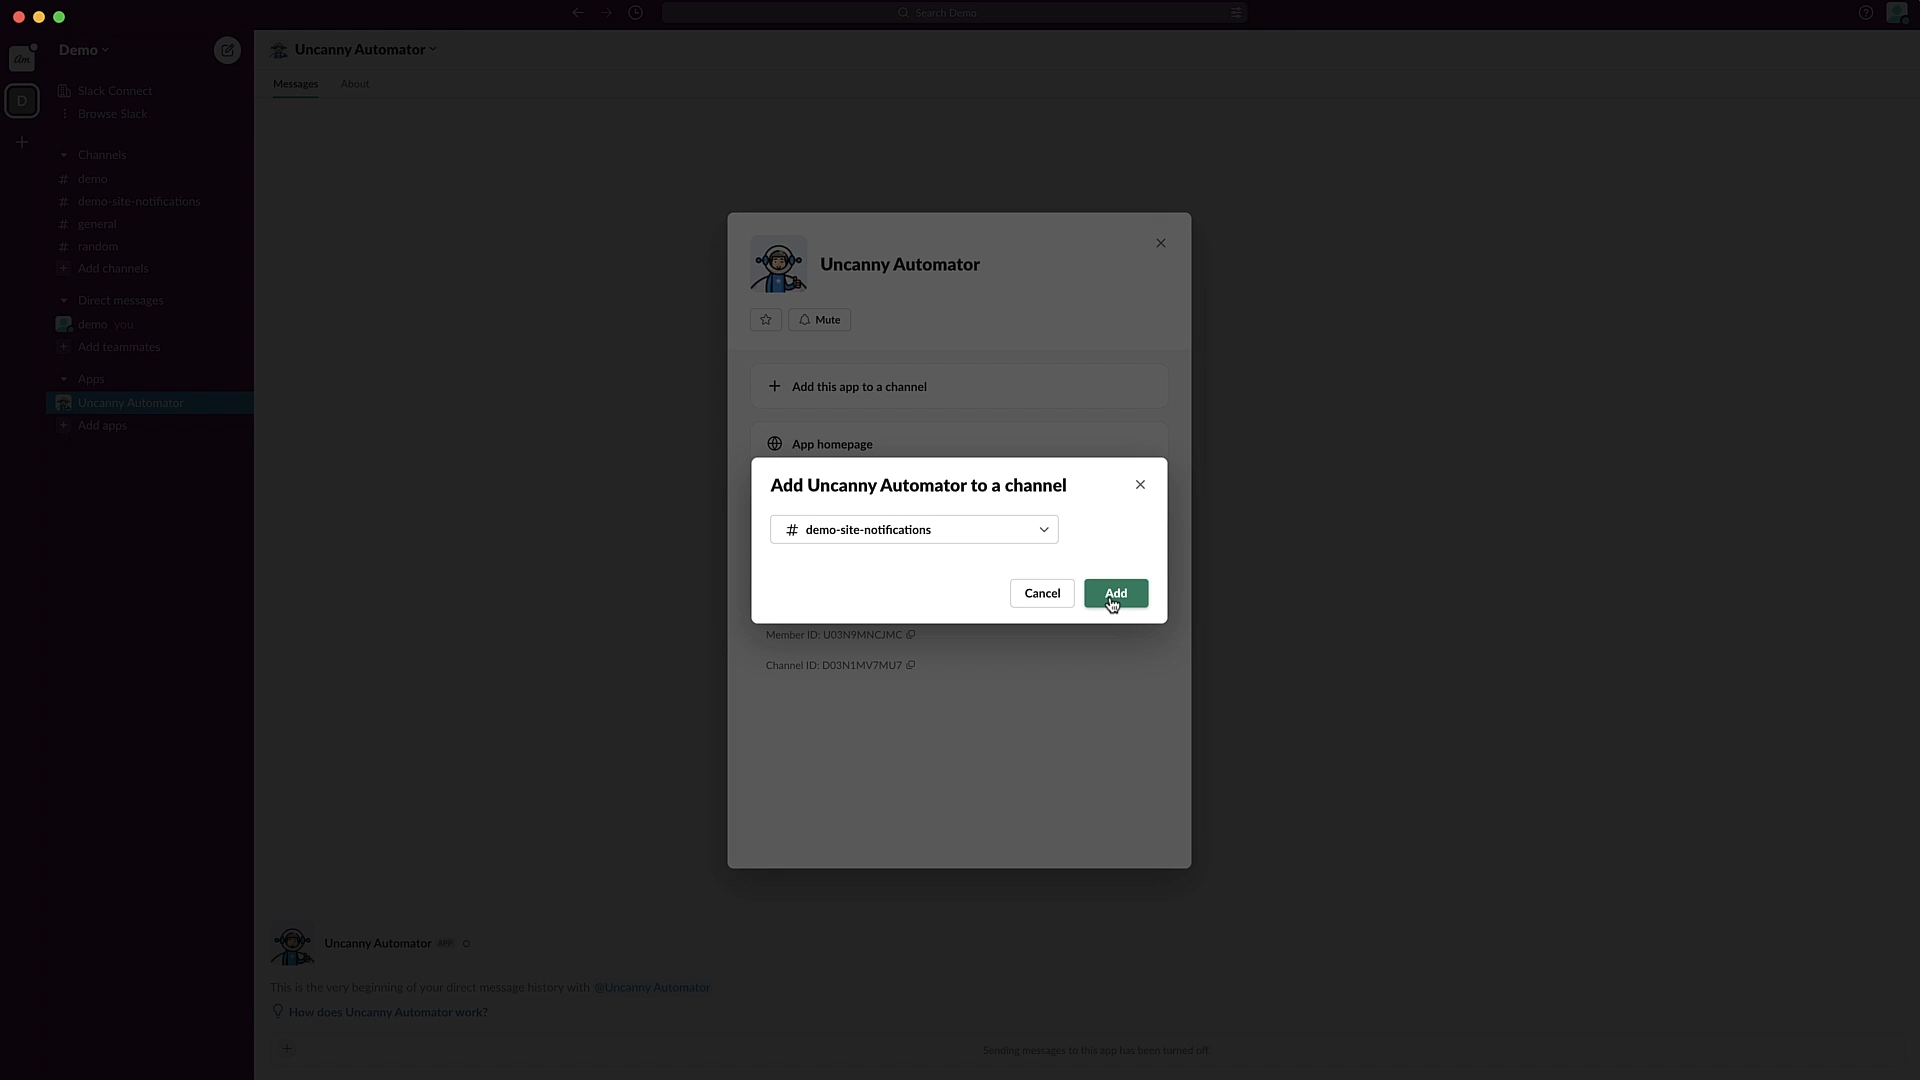 Search Demo
Am
Demo
D
Slack Connect
Browse Slack
Channels
# demo
# demo-site-notifications
# general
# random
+ Add channels
Direct messages
demo you
+ Add teammates
Apps
Uncanny Automator
+ Add apps
Uncanny Automator
Messages About
Uncanny Automator
Mute
+ Add this app to a channel
App homepage
Add Uncanny Automator to a channel
# demo-site-notifications
Cancel Add
Member ID: U03N9MNCJMC
Channel ID: D03N1MV7MU7
Uncanny Automator APP
This is the very beginning of your direct message history with @Uncanny Automator
How does Uncanny Automator work?
Sending messages to this app has been turned off.